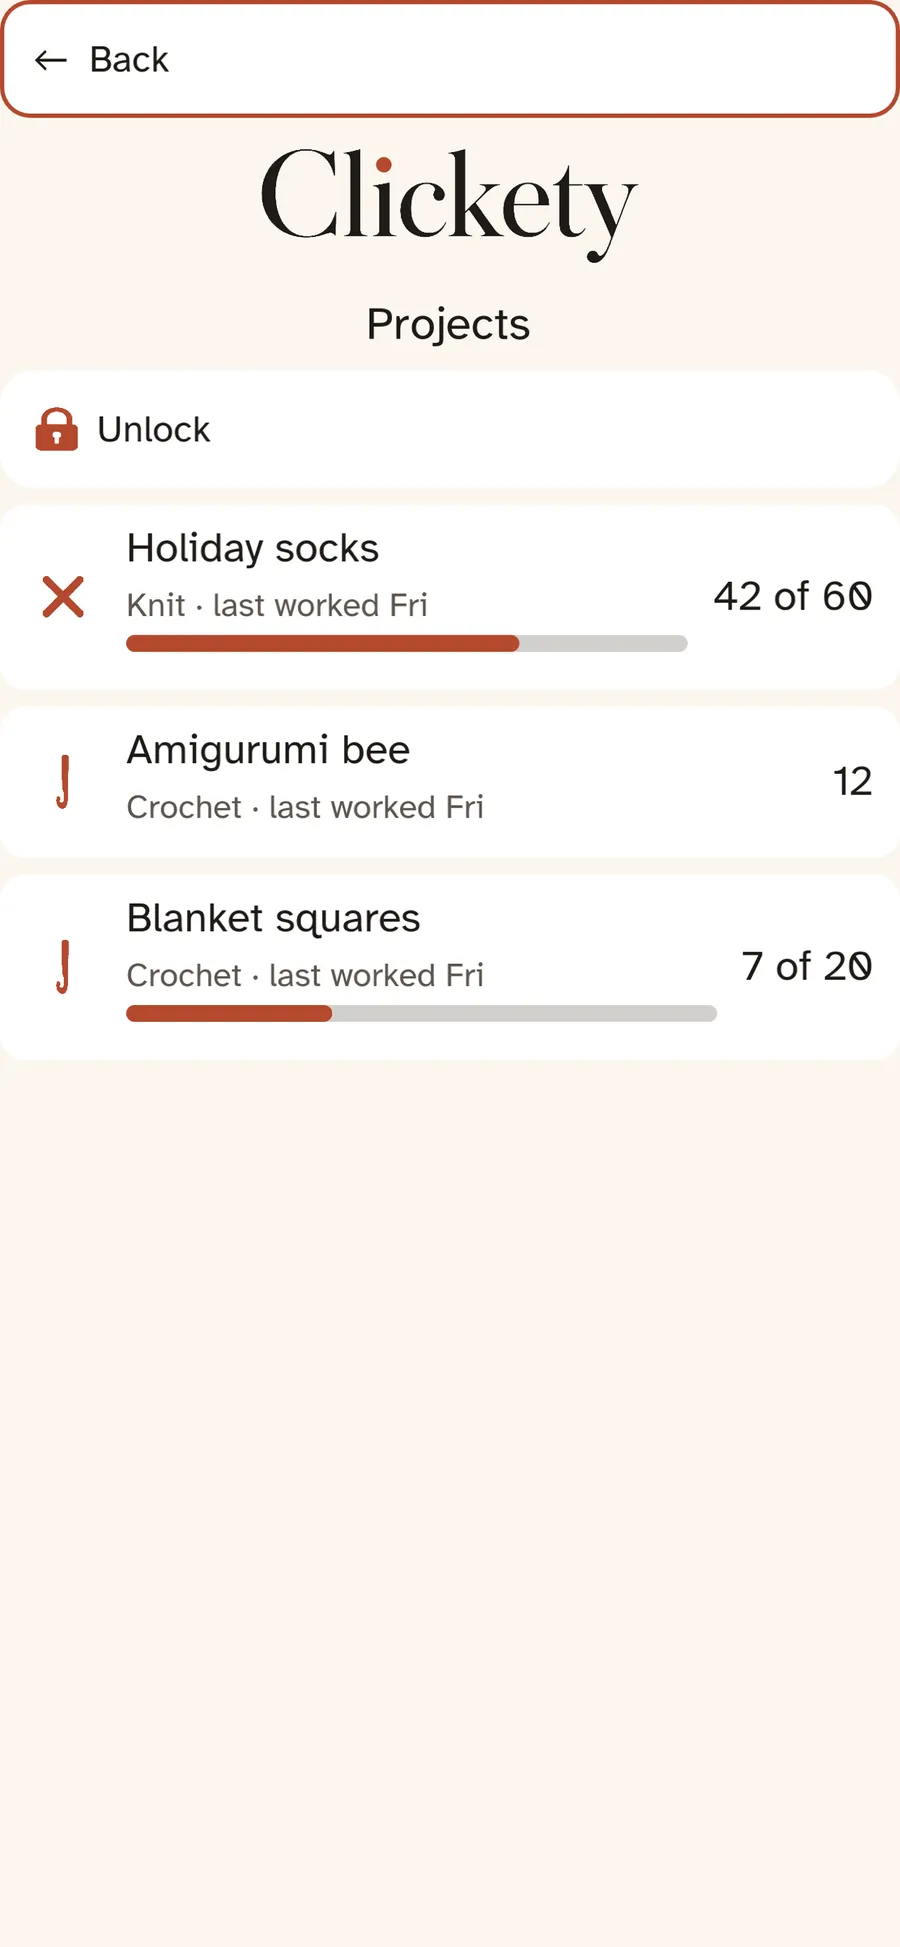 ← Back
Clickety
Projects
Unlock
Holiday socks
Knit · last worked Fri
42 of 60
Amigurumi bee
Crochet · last worked Fri
12
Blanket squares
Crochet · last worked Fri
7 of 20